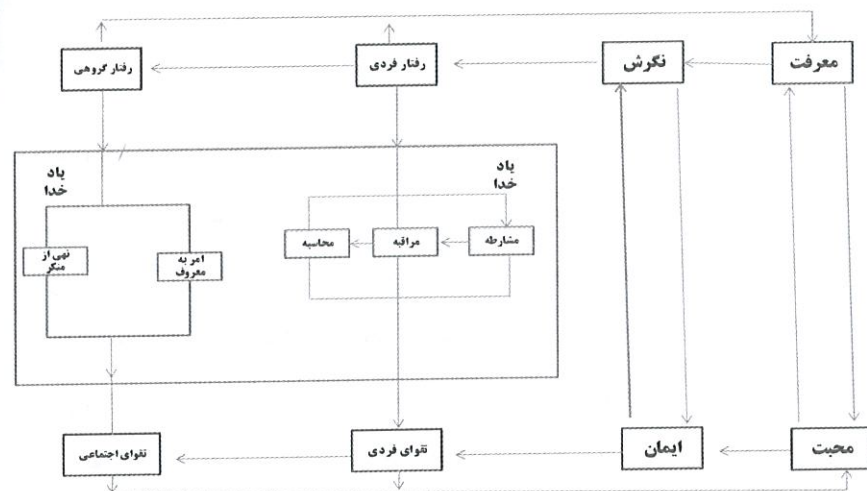 معرفت
نگرش
رفتار فردی
رفتار گروهی
یاد
خدا
یاد
خدا
مشارطه
مراقبه
محاسبه
امر به
معروف
نهی از
منکر
محبت
ایمان
تقوای فردی
تقوای اجتماعی